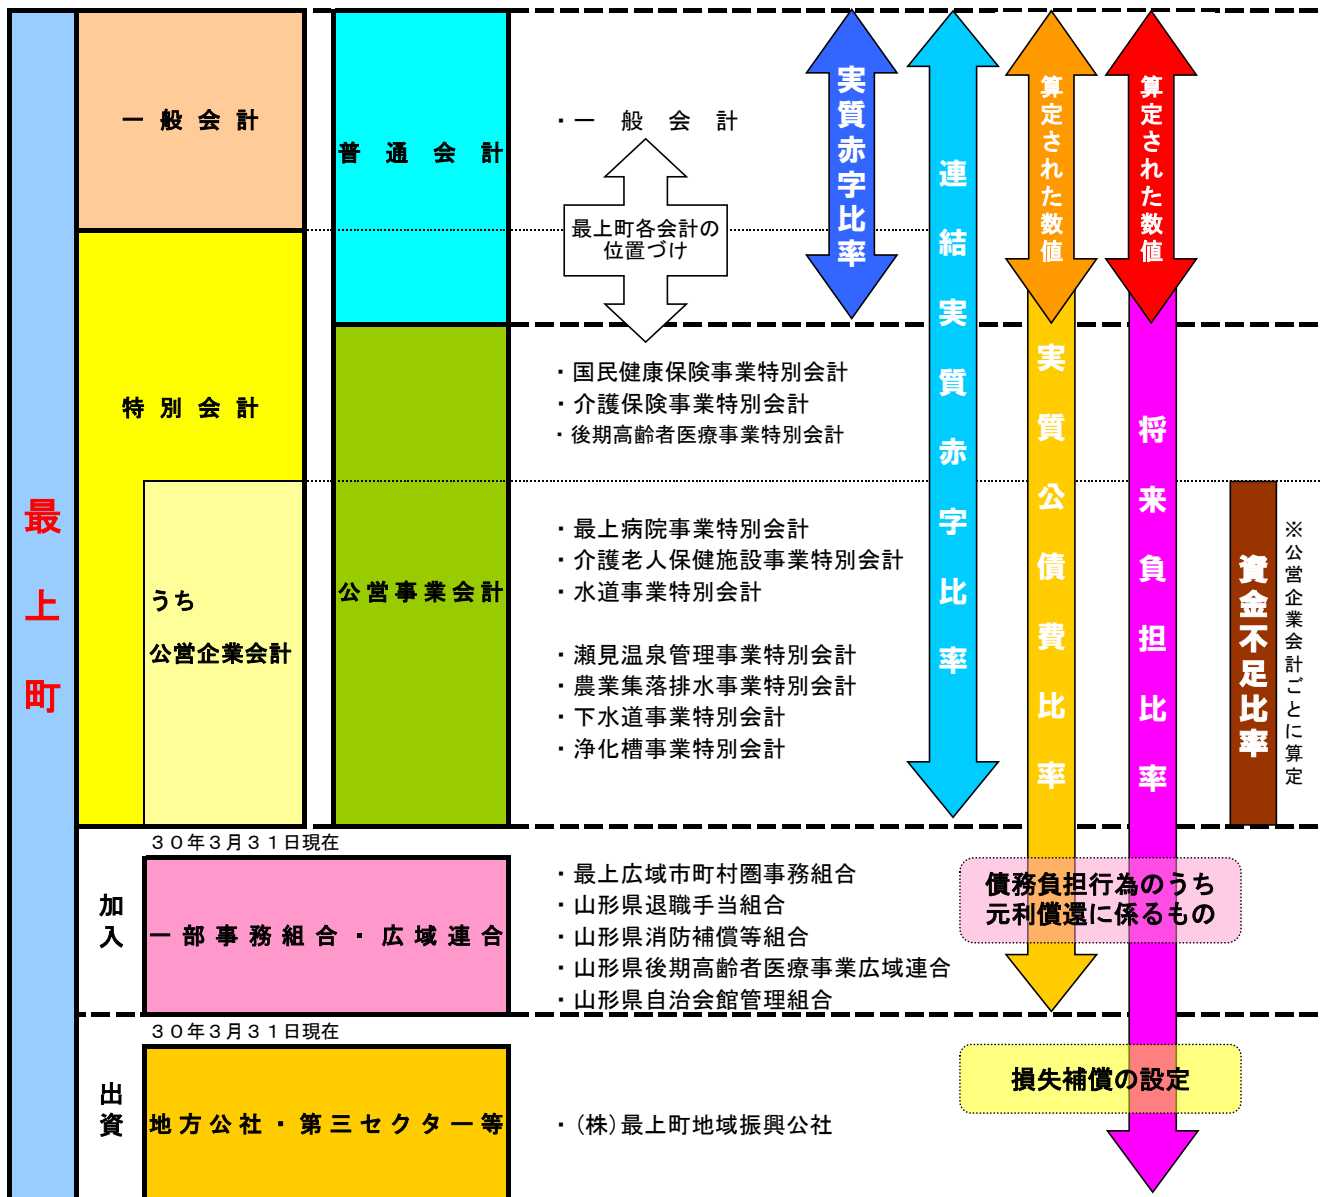 最上町
一般会計
特別会計
うち
公営企業会計
普通会計
公営事業会計
・一般会計
最上町各会計の
位置づけ
・国民健康保険事業特別会計
・介護保険事業特別会計
・後期高齢者医療事業特別会計
・最上病院事業特別会計
・介護老人保健施設事業特別会計
・水道事業特別会計
・瀬見温泉管理事業特別会計
・農業集落排水事業特別会計
・下水道事業特別会計
・浄化槽事業特別会計
実質赤字比率
連結実質赤字比率
算定された数値
実質公債費比率
算定された数値
将来負担比率
資金不足比率
※公営企業会計ごとに算定
３０年３月３１日現在
加入
一部事務組合・広域連合
・最上広域市町村圏事務組合
・山形県退職手当組合
・山形県消防補償等組合
・山形県後期高齢者医療事業広域連合
・山形県自治会館管理組合
債務負担行為のうち
元利償還に係るもの
３０年３月３１日現在
出資
地方公社・第三セクター等
・(株)最上町地域振興公社
損失補償の設定